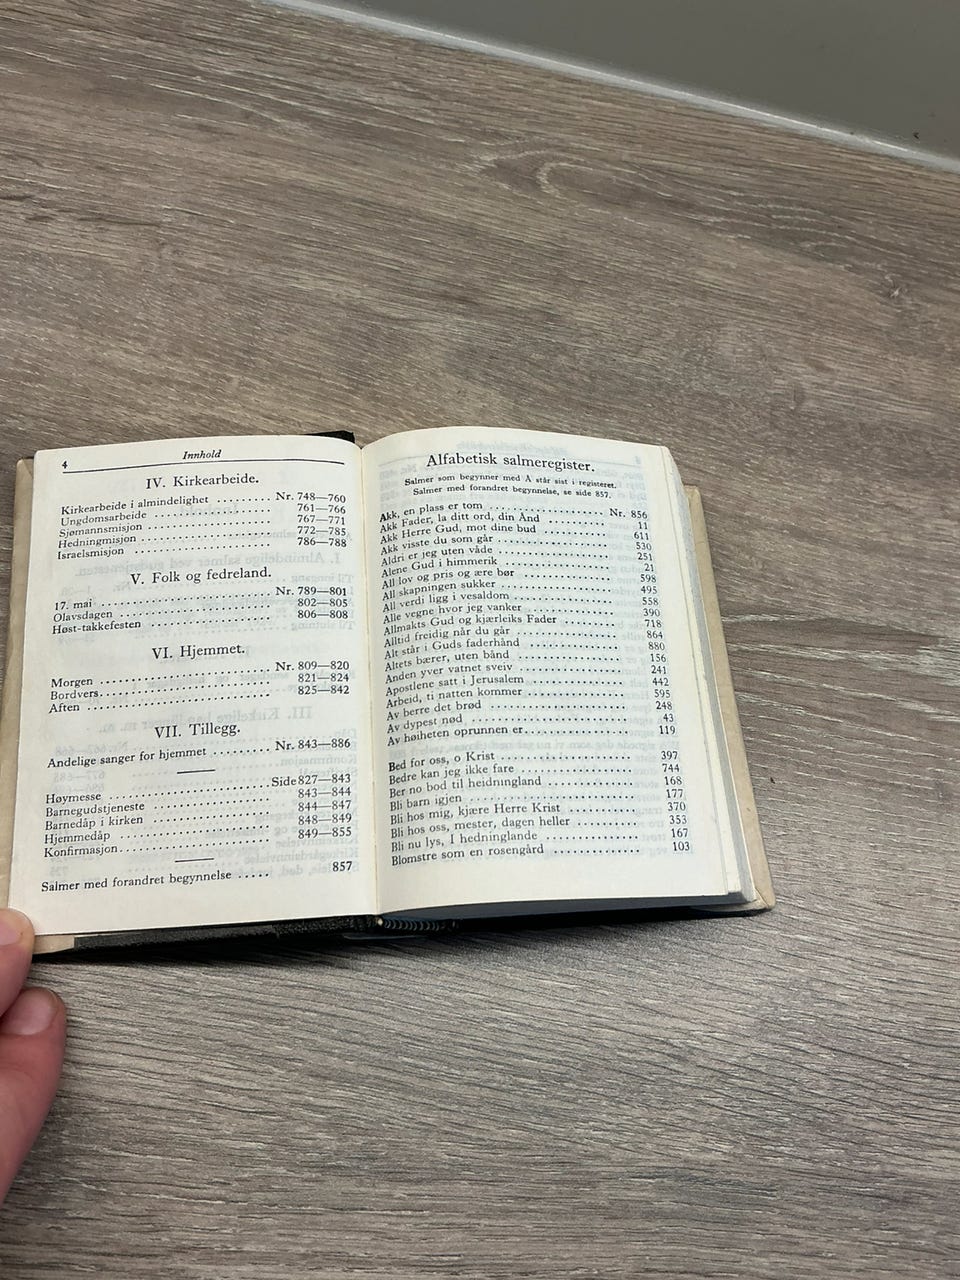 4 Innhold
IV. Kirkearbeide.
Kirkearbeide i almindelighet ......... Nr. 748—760
Ungdomsarbeide ......... 761—766
Sjømannsmisjon ......... 767—771
Hedningmisjon ......... 772—785
Israelsmisjon ......... 786—788
V. Folk og fedreland.
17. mai ......... Nr. 789—801
Olavsdagen ......... 802—805
Høst-takkefesten ......... 806—808
VI. Hjemmet.
Morgen ......... Nr. 809—820
Bordvers ......... 821—824
Aften ......... 825—842
VII. Tillegg.
Andelige sanger for hjemmet ......... Nr. 843—886
Høymesse ......... Side 827—843
Barnegudstjeneste ......... 843—844
Barnedåp i kirken ......... 844—847
Hjemmedåp ......... 848—849
Konfirmasjon ......... 849—855
Salmer med forandret begynnelse ..... 857
Alfabetisk salmeregister.
Salmer som begynner med Å står sist i registeret.
Salmer med forandret begynnelse, se side 857.
Akk, en plass er tom ......... Nr. 856
Akk Fader, la ditt ord, din Ånd ......... 11
Akk Herre Gud, mot dine bud ......... 611
Akk visste du som går ......... 530
Aldri er jeg uten våde ......... 251
Alene Gud i himmerik ......... 21
All lov og pris og ære bør ......... 598
All skapningen sukker ......... 495
All verdi ligg i vesaldom ......... 558
Alle vegne hvor jeg vanker ......... 390
Allmakts Gud og kjærleiks Fader ......... 718
Alltid freidig når du går ......... 864
Alt står i Guds faderhånd ......... 880
Altets bærer, uten bånd ......... 156
Anden yver vatnet sveiv ......... 241
Apostlene satt i Jerusalem ......... 442
Arbeid, ti natten kommer ......... 595
Av berre det brød ......... 248
Av dypest nød ......... 43
Av høiheten oprunnen er ......... 119
Bed for oss, o Krist ......... 397
Bedre kan jeg ikke fare ......... 744
Ber no bod til heidningland ......... 168
Bli barn igjen ......... 177
Bli hos mig, kjære Herre Krist ......... 370
Bli hos oss, mester, dagen heller ......... 353
Bli nu lys, I hedninglande ......... 167
Blomstre som en rosengård ......... 103